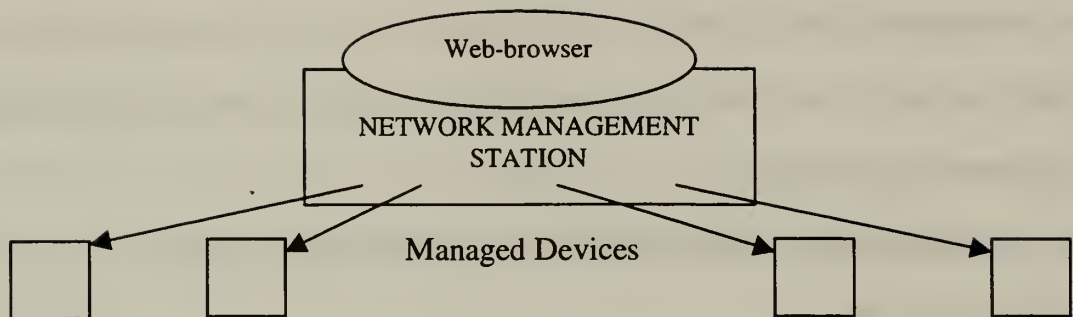 Web-browser
NETWORK MANAGEMENT
STATION
Managed Devices